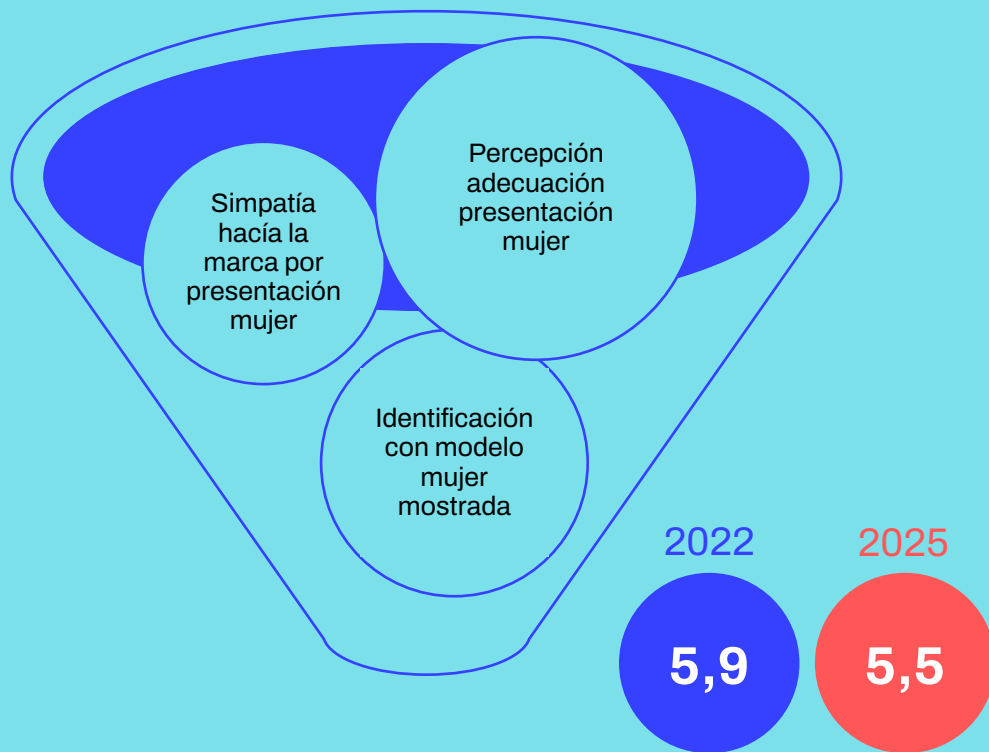 Percepción
adecuación
presentación
mujer
Simpatía
hacía la
marca por
presentación
mujer
Identificación
con modelo
mujer
mostrada
2022
2025
5,9
5,5